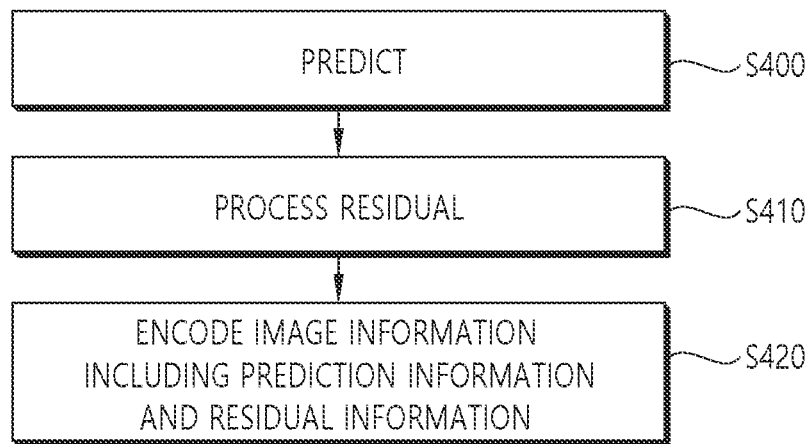 PREDICT
S400
PROCESS RESIDUAL
S410
ENCODE IMAGE INFORMATION
INCLUDING PREDICTION INFORMATION
AND RESIDUAL INFORMATION
S420